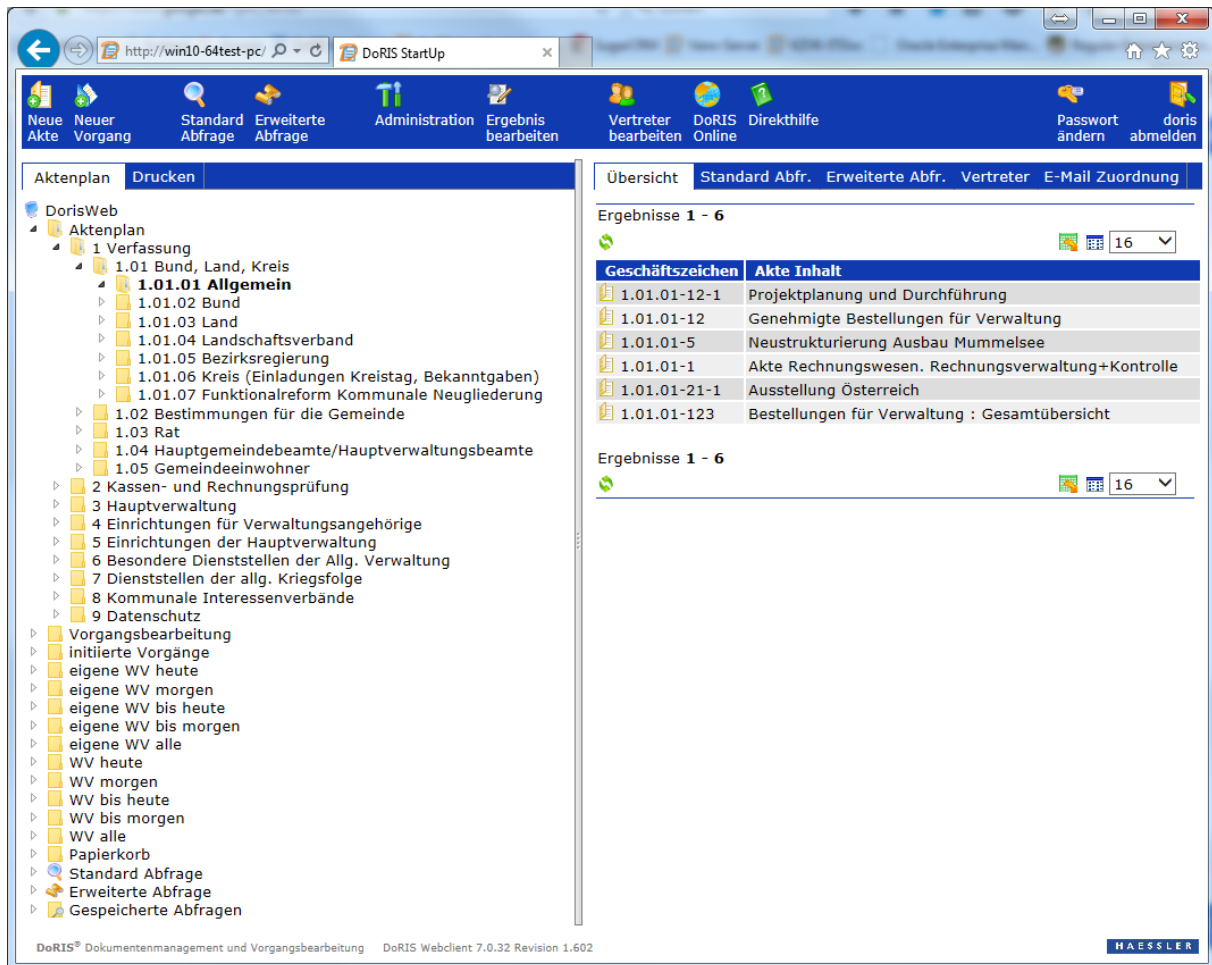 http://win10-64test-pc/
DoRIS StartUp
Neue Akte
Neuer Vorgang
Standard Abfrage
Erweiterte Abfrage
Administration
Ergebnis bearbeiten
Vertreter bearbeiten
DoRIS Online
Direkthilfe
Passwort ändern
doris abmelden
Aktenplan Drucken
DorisWeb
Aktenplan
1 Verfassung
1.01 Bund, Land, Kreis
1.01.01 Allgemein
1.01.02 Bund
1.01.03 Land
1.01.04 Landschaftsverband
1.01.05 Bezirksregierung
1.01.06 Kreis (Einladungen Kreistag, Bekanntgaben)
1.01.07 Funktionalreform Kommunale Neugliederung
1.02 Bestimmungen für die Gemeinde
1.03 Rat
1.04 Hauptgemeindebeamte/Hauptverwaltungsbeamte
1.05 Gemeindeeinwohner
2 Kassen- und Rechnungsprüfung
3 Hauptverwaltung
4 Einrichtungen für Verwaltungsangehörige
5 Einrichtungen der Hauptverwaltung
6 Besondere Dienststellen der Allg. Verwaltung
7 Dienststellen der allg. Kriegsfolge
8 Kommunale Interessenverbände
9 Datenschutz
Vorgangsbearbeitung
initiierte Vorgänge
eigene WV heute
eigene WV morgen
eigene WV bis heute
eigene WV bis morgen
eigene WV alle
WV heute
WV morgen
WV bis heute
WV bis morgen
WV alle
Papierkorb
Standard Abfrage
Erweiterte Abfrage
Gespeicherte Abfragen
Übersicht Standard Abfr. Erweiterte Abfr. Vertreter E-Mail Zuordnung
Ergebnisse 1 - 6
16
Geschäftszeichen Akte Inhalt
1.01.01-12-1 Projektplanung und Durchführung
1.01.01-12 Genehmigte Bestellungen für Verwaltung
1.01.01-5 Neustrukturierung Ausbau Mummelsee
1.01.01-1 Akte Rechnungswesen. Rechnungsverwaltung+Kontrolle
1.01.01-21-1 Ausstellung Österreich
1.01.01-123 Bestellungen für Verwaltung : Gesamtübersicht
Ergebnisse 1 - 6
16
DoRIS® Dokumentenmanagement und Vorgangsbearbeitung DoRIS Webclient 7.0.32 Revision 1.602
HAESSLER